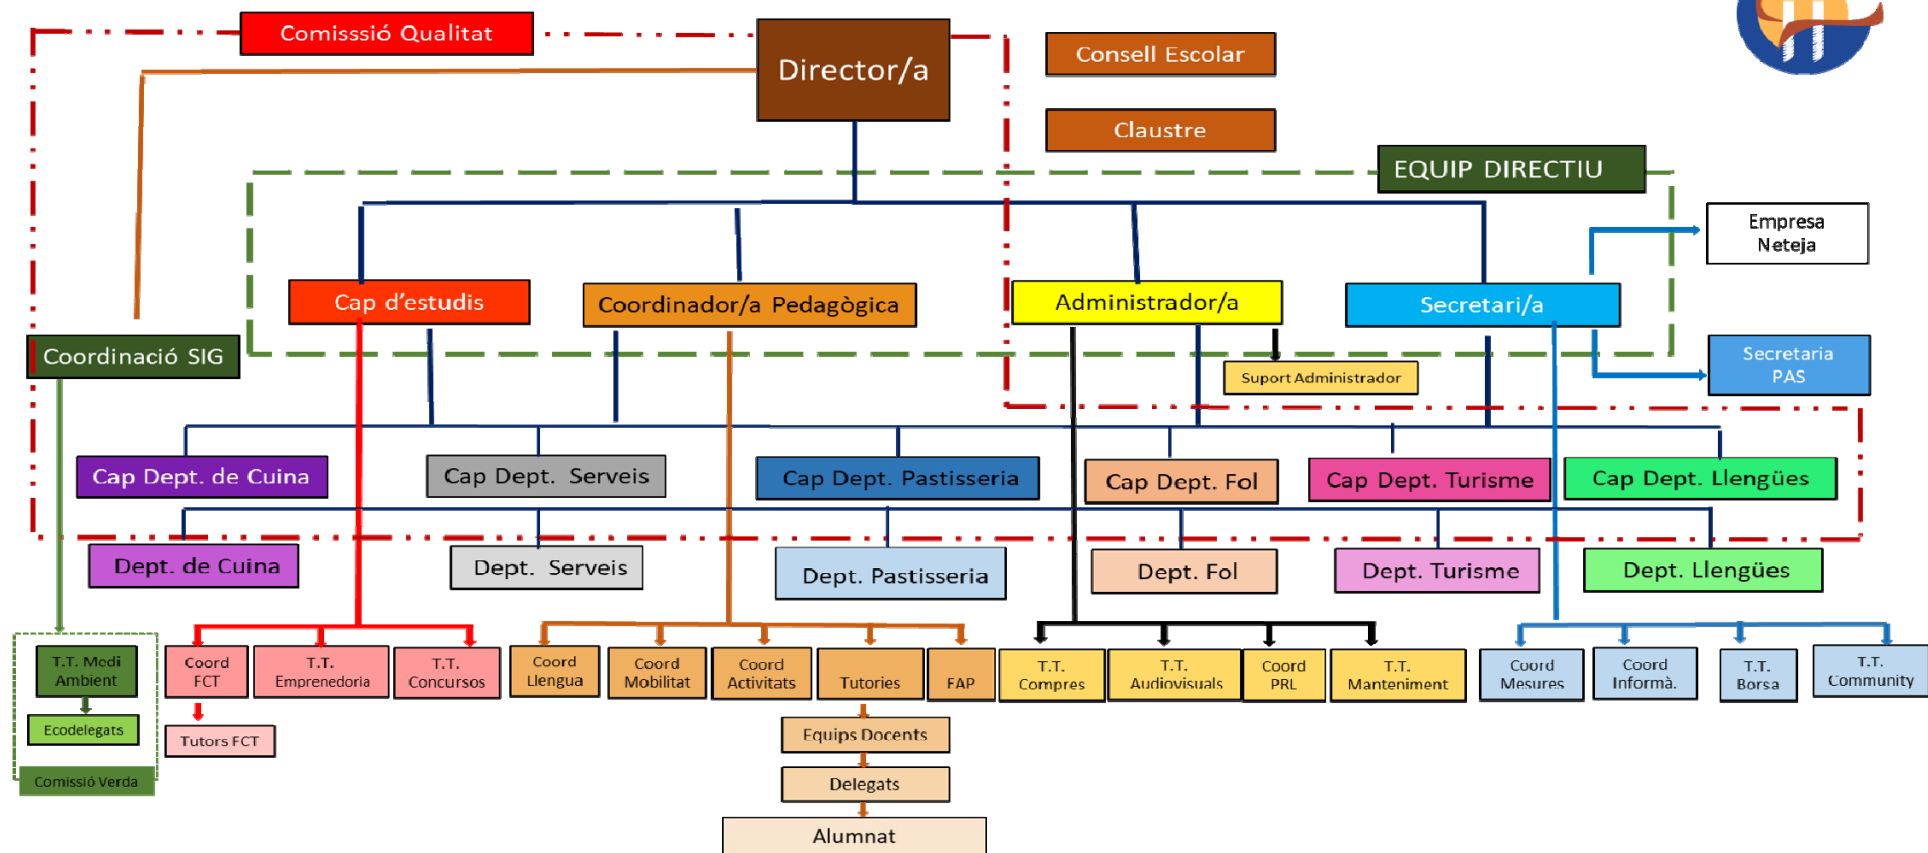 Comisssió Qualitat
Director/a
Consell Escolar
Claustre
EQUIP DIRECTIU
Empresa
Neteja
Cap d'estudis
Coordinador/a Pedagògica
Administrador/a
Secretari/a
Coordinació SIG
Suport Administrador
Secretaria
PAS
Cap Dept. de Cuina
Cap Dept. Serveis
Cap Dept. Pastisseria
Cap Dept. Fol
Cap Dept. Turisme
Cap Dept. Llengües
Dept. de Cuina
Dept. Serveis
Dept. Pastisseria
Dept. Fol
Dept. Turisme
Dept. Llengües
T.T. Medi
Ambient
Coord
FCT
T.T.
Emprenedoria
T.T.
Concursos
Coord
Llengua
Coord
Mobilitat
Coord
Activitats
Tutories
FAP
T.T.
Compres
T.T.
Audiovisuals
Coord
PRL
T.T.
Manteniment
Coord
Mesures
Coord
Informà.
T.T.
Borsa
T.T.
Community
Ecodelegats
Tutors FCT
Equips Docents
Comissió Verda
Delegats
Alumnat